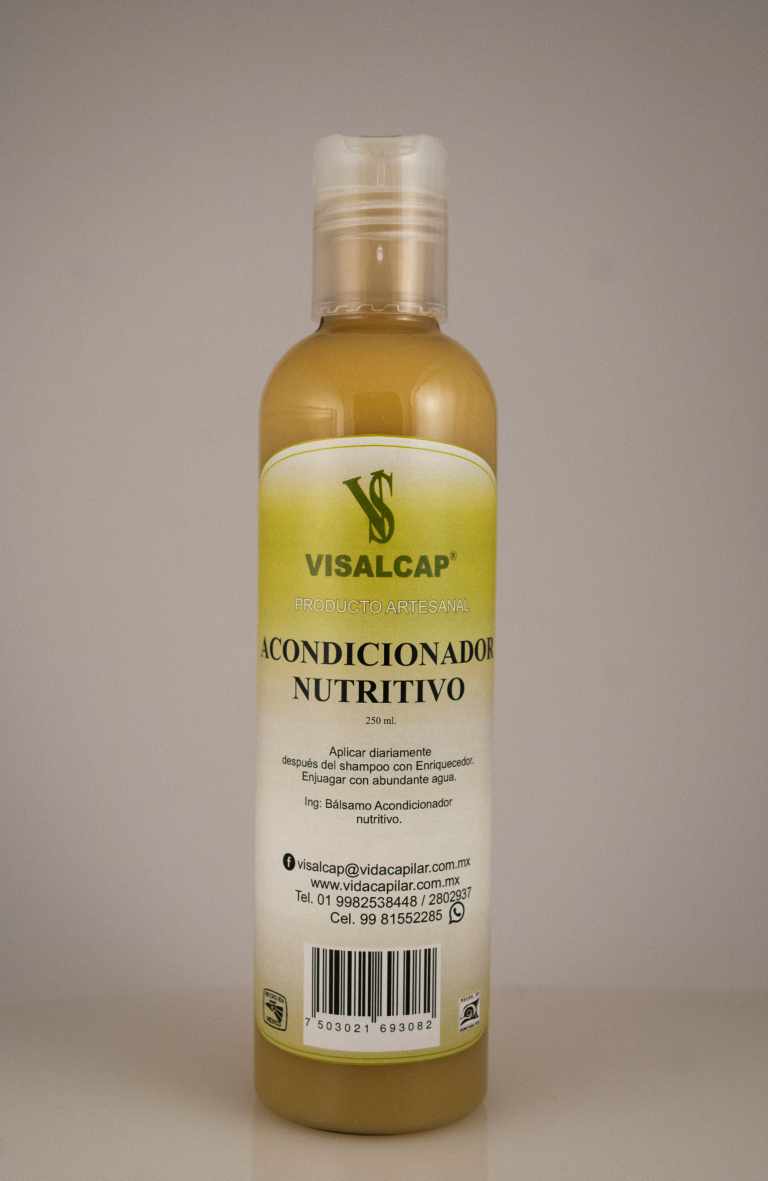 VS
VISALCAP®
PRODUCTO ARTESANAL
ACONDICIONADOR
NUTRITIVO
250 ml.
Aplicar diariamente
después del shampoo con Enriquecedor.
Enjuagar con abundante agua.
Ing: Bálsamo Acondicionador
nutritivo.
visalcap@vidacapilar.com.mx
www.vidacapilar.com.mx
Tel. 01 9982538448 / 2802937
Cel. 99 81552285
7 503021 693082